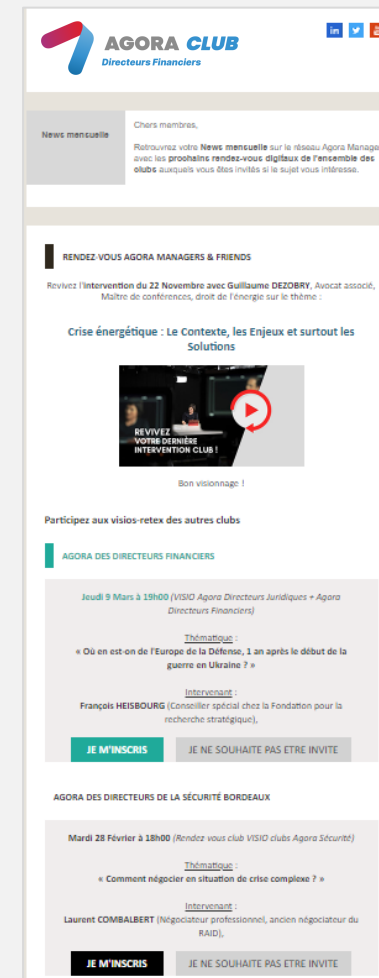 AGORA CLUB
Directeurs Financiers
News mensuelle
Chers membres,
Retrouvez votre News mensuelle sur le réseau Agora Manage
avec les prochains rendez-vous digitaux de l'ensemble des
clubs auxquels vous êtes invités si le sujet vous intéresse.
RENDEZ-VOUS AGORA MANAGERS & FRIENDS
Revivez l'intervention du 22 Novembre avec Guillaume DEZOBRY, Avocat associé,
Maître de conférences, droit de l'énergie sur le thème :
Crise énergétique : Le Contexte, les Enjeux et surtout les
Solutions
REVIVEZ
VOTRE DERNIÈRE
INTERVENTION CLUB !
Bon visionnage !
Participez aux visios-retex des autres clubs
AGORA DES DIRECTEURS FINANCIERS
Jeudi 9 Mars à 19h00 (VISIO Agora Directeurs Juridiques + Agora
Directeurs Financiers)
Thématique :
« Où en est-on de l'Europe de la Défense, 1 an après le début de la
guerre en Ukraine ? »
Intervenant :
François HEISBOURG (Conseiller spécial chez la Fondation pour la
recherche stratégique),
JE M'INSCRIS JE NE SOUHAITE PAS ETRE INVITE
AGORA DES DIRECTEURS DE LA SÉCURITÉ BORDEAUX
Mardi 28 Février à 18h00 (Rendez-vous club VISIO clubs Agora Sécurité)
Thématique :
« Comment négocier en situation de crise complexe ? »
Intervenant :
Laurent COMBALBERT (Négociateur professionnel, ancien négociateur du
RAID),
JE M'INSCRIS JE NE SOUHAITE PAS ETRE INVITE